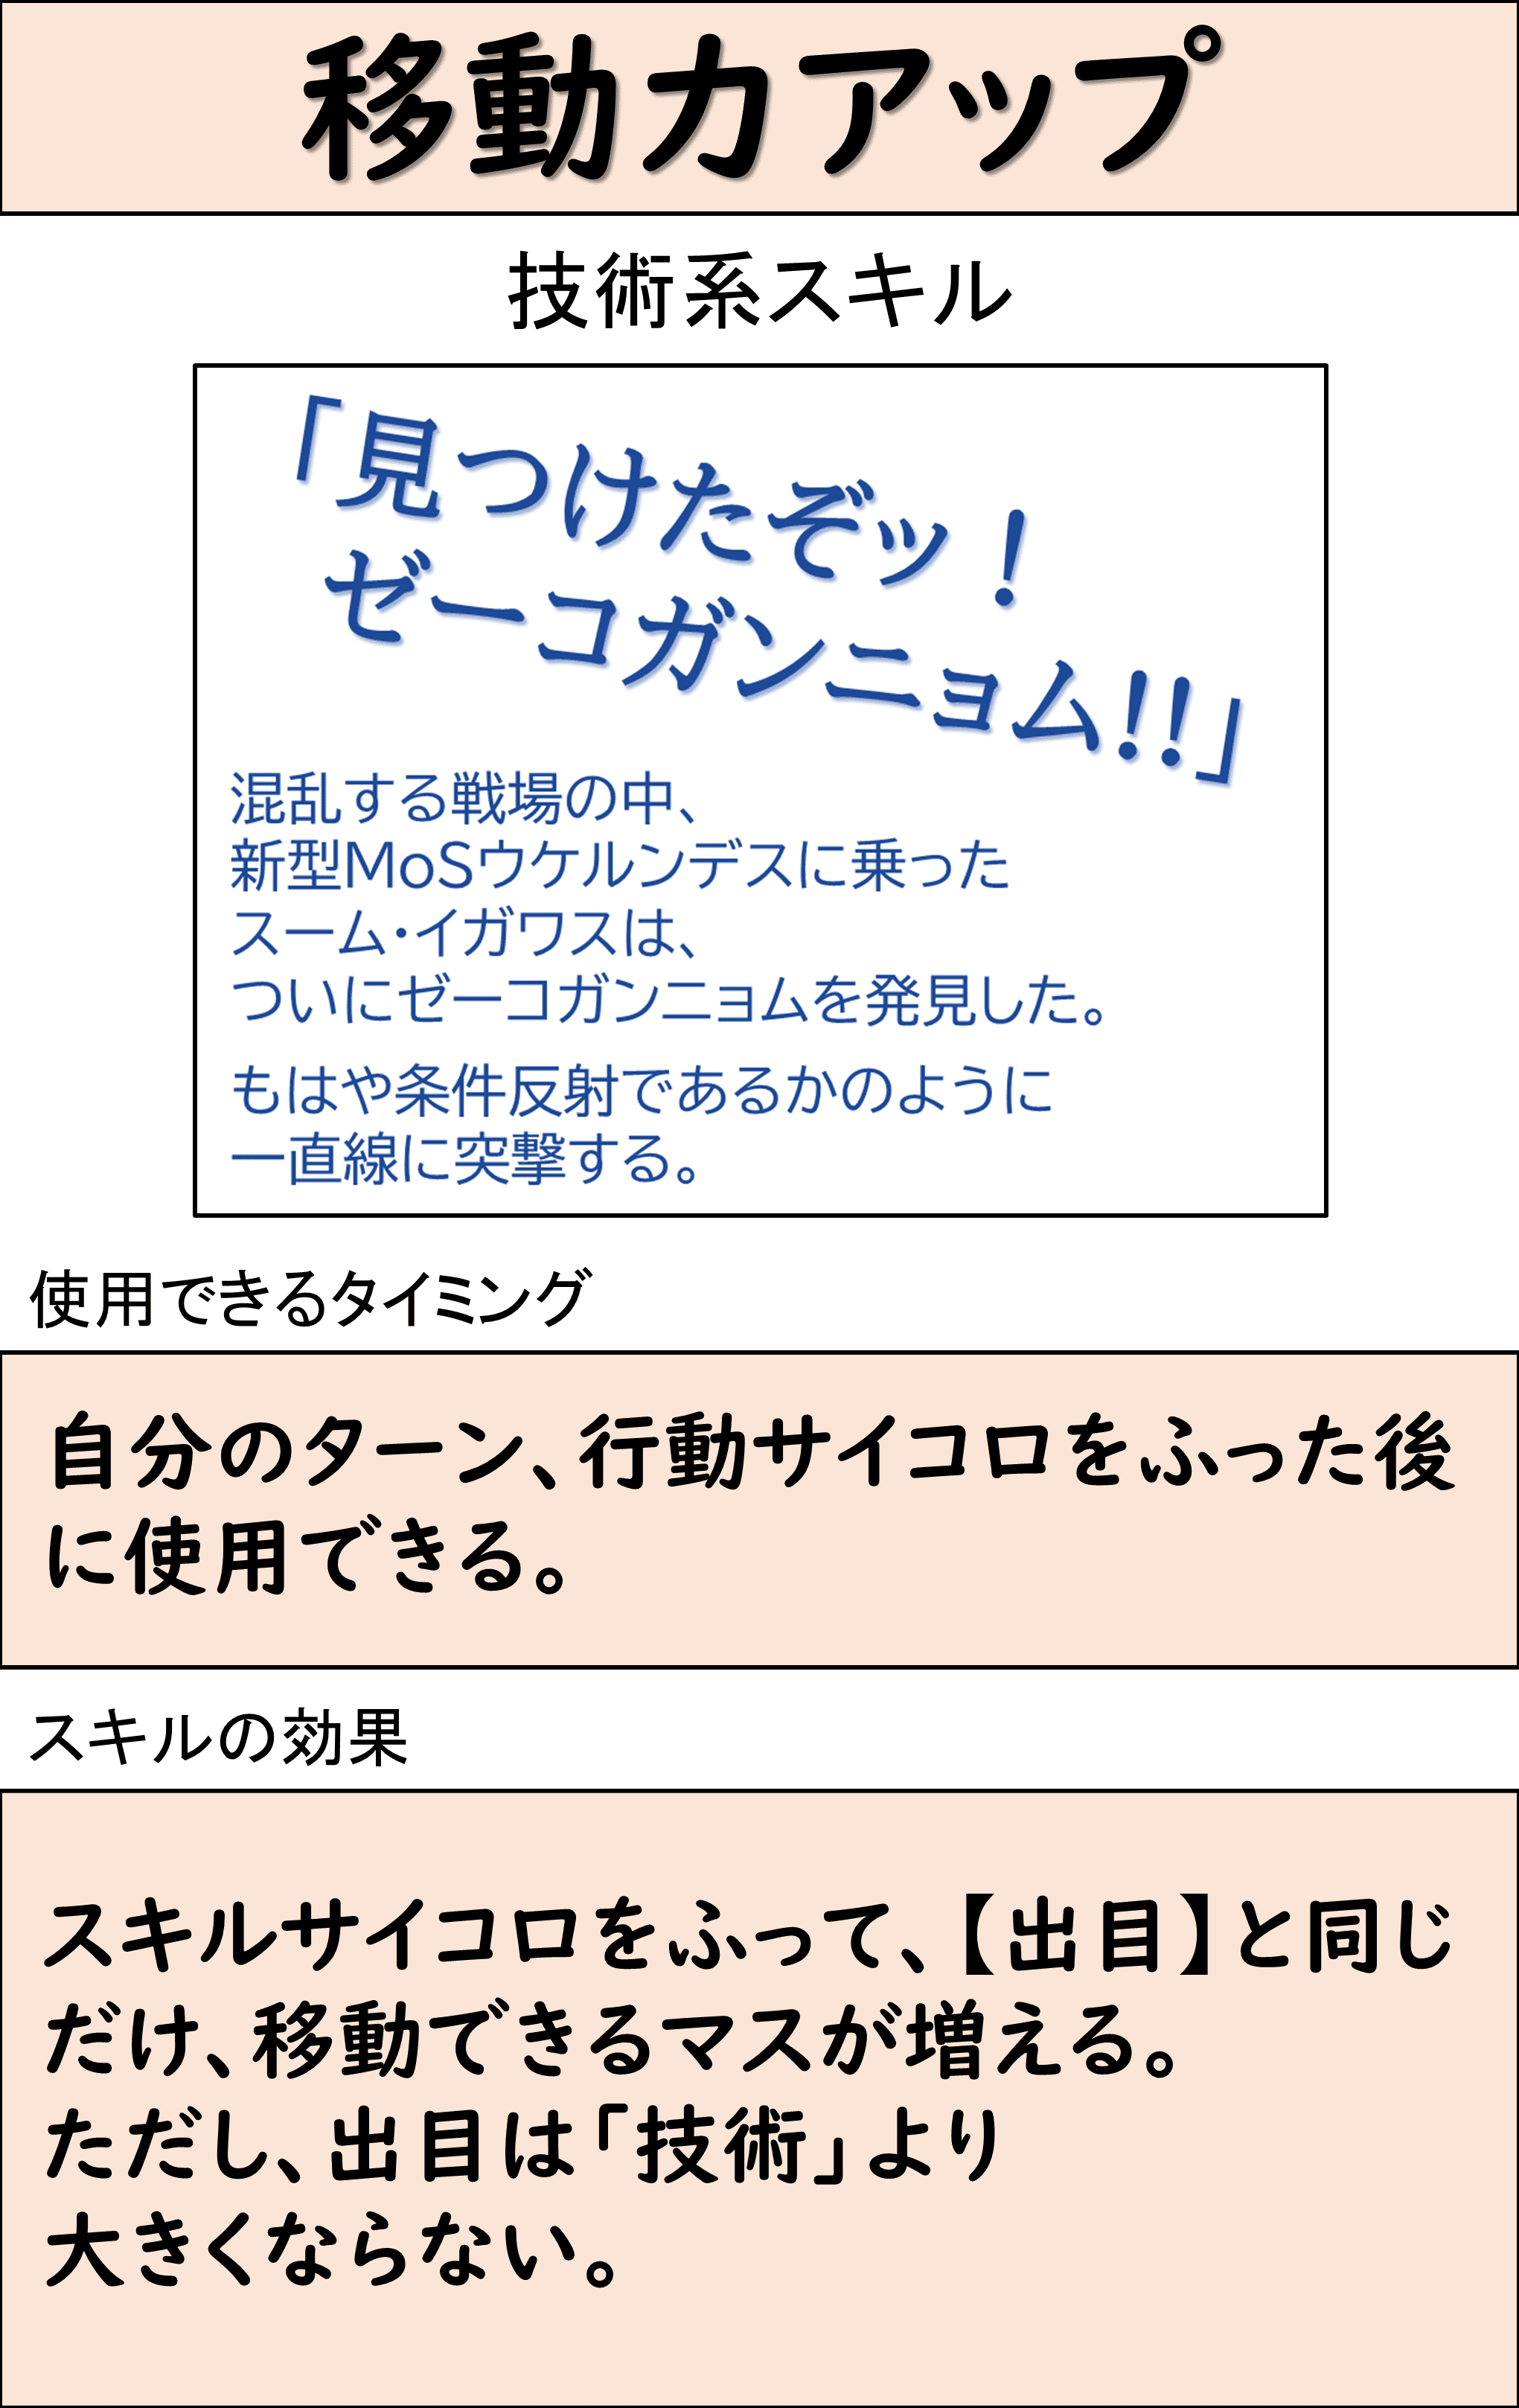 移動力アップ
技術系スキル
「見つけたぞッ！
ゼーコガンニョム!!」
混乱する戦場の中、
新型MoSウケルンデスに乗った
スーム・イガワスは、
ついにゼーコガンニョムを発見した。
もはや条件反射であるかのように
一直線に突撃する。
使用できるタイミング
自分のターン、行動サイコロをふった後
に使用できる。
スキルの効果
スキルサイコロをふって、【出目】と同じ
だけ、移動できるマスが増える。
ただし、出目は「技術」より
大きくならない。